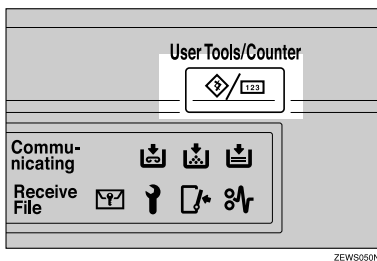 User Tools/Counter
123
Commu-
nicating
Receive
File
ZEWS050N